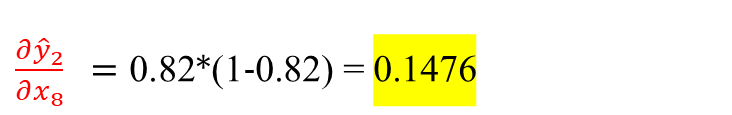 ∂ŷ₂/∂x₈ = 0.82*(1-0.82) = 0.1476